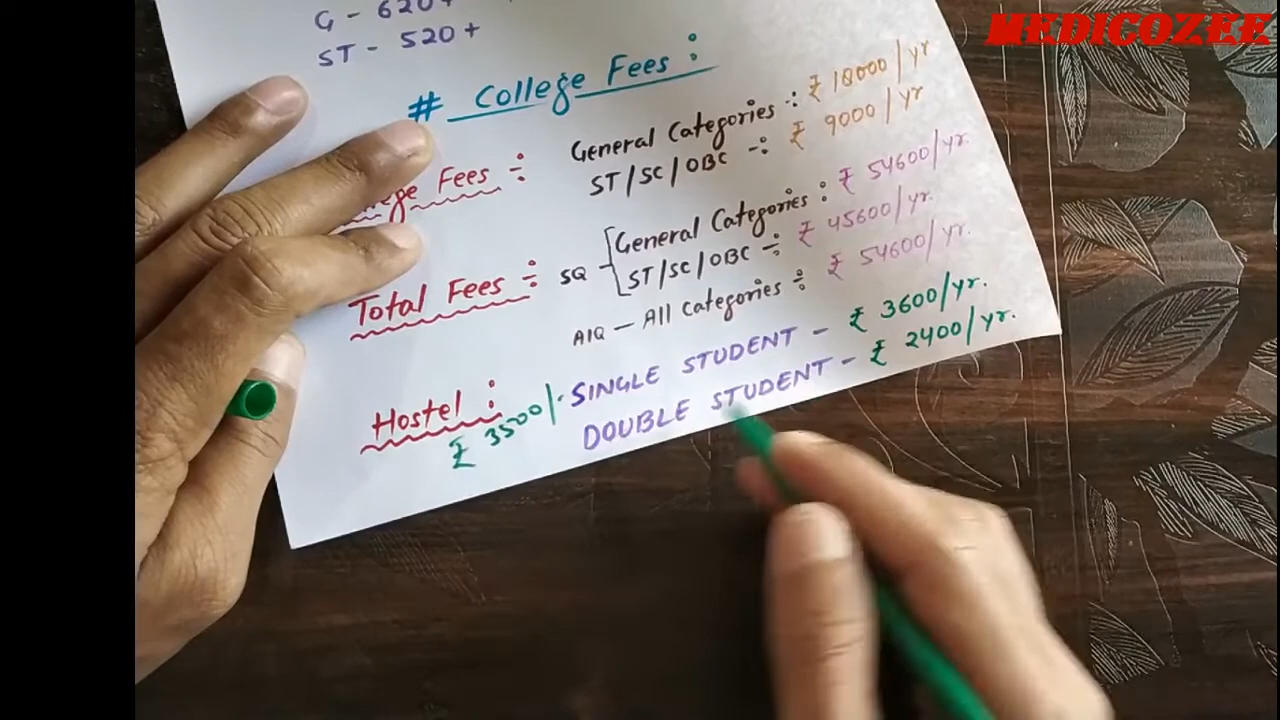 MEDICOZEE
G - 620+
ST - 520+
# College Fees :
Fees ÷ General Categories ÷ ₹ 18000/yr
ST/SC/OBC ÷ ₹ 9000/yr
Total Fees ÷ SQ - General Categories : ₹ 54600/yr.
ST/SC/OBC ÷ ₹ 45600/yr.
AIQ - All Categories ÷ ₹ 54600/yr.
Hostel : SINGLE STUDENT - ₹ 3600/yr.
₹ 3500/- DOUBLE STUDENT - ₹ 2400/yr.